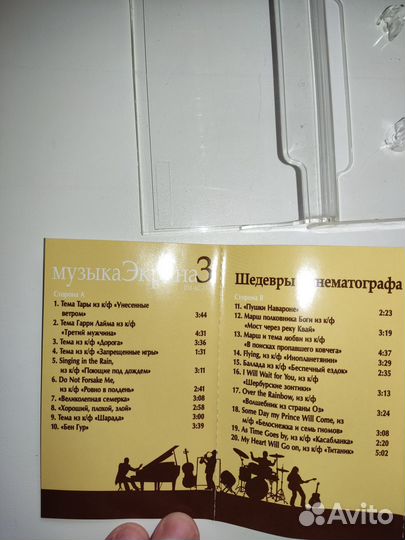 музыкаЭкрана3
Сторона А
1. Тема Тары из к/ф «Унесенные
ветром» 3:44
2. Тема Гарри Лайма из к/ф
«Третий мужчина» 4:31
3. Тема из к/ф «Дорога» 3:36
4. Тема из к/ф «Запрещенные игры» 1:31
5. Singing in the Rain,
из к/ф «Поющие под дождем» 3:11
6. Do Not Forsake Me,
из к/ф «Ровно в полдень» 2:41
7. «Великолепная семерка» 2:08
8. «Хороший, плохой, злой» 2:58
9. Тема из к/ф «Шарада» 3:00
10. «Бен Гур» 3:39
Шедевры кинематографа
Сторона В
11. «Пушки Навароне» 2:23
12. Марш полковника Боги из к/ф
«Мост через реку Квай» 2:19
13. Марш и тема любви из к/ф
«В поисках пропавшего ковчега» 4:37
14. Flying, из к/ф «Инопланетянин» 4:29
15. Баллада из к/ф «Беспечный ездок» 2:35
16. I Will Wait for You, из к/ф
«Шербурские зонтики» 3:13
17. Over the Rainbow, из к/ф
«Волшебник из страны Оз» 3:24
18. Some Day my Prince Will Come, из
м/ф «Белоснежка и семь гномов» 3:08
19. As Time Goes by, из к/ф «Касабланка» 2:20
20. My Heart Will Go on, из к/ф «Титаник» 5:02
Avito